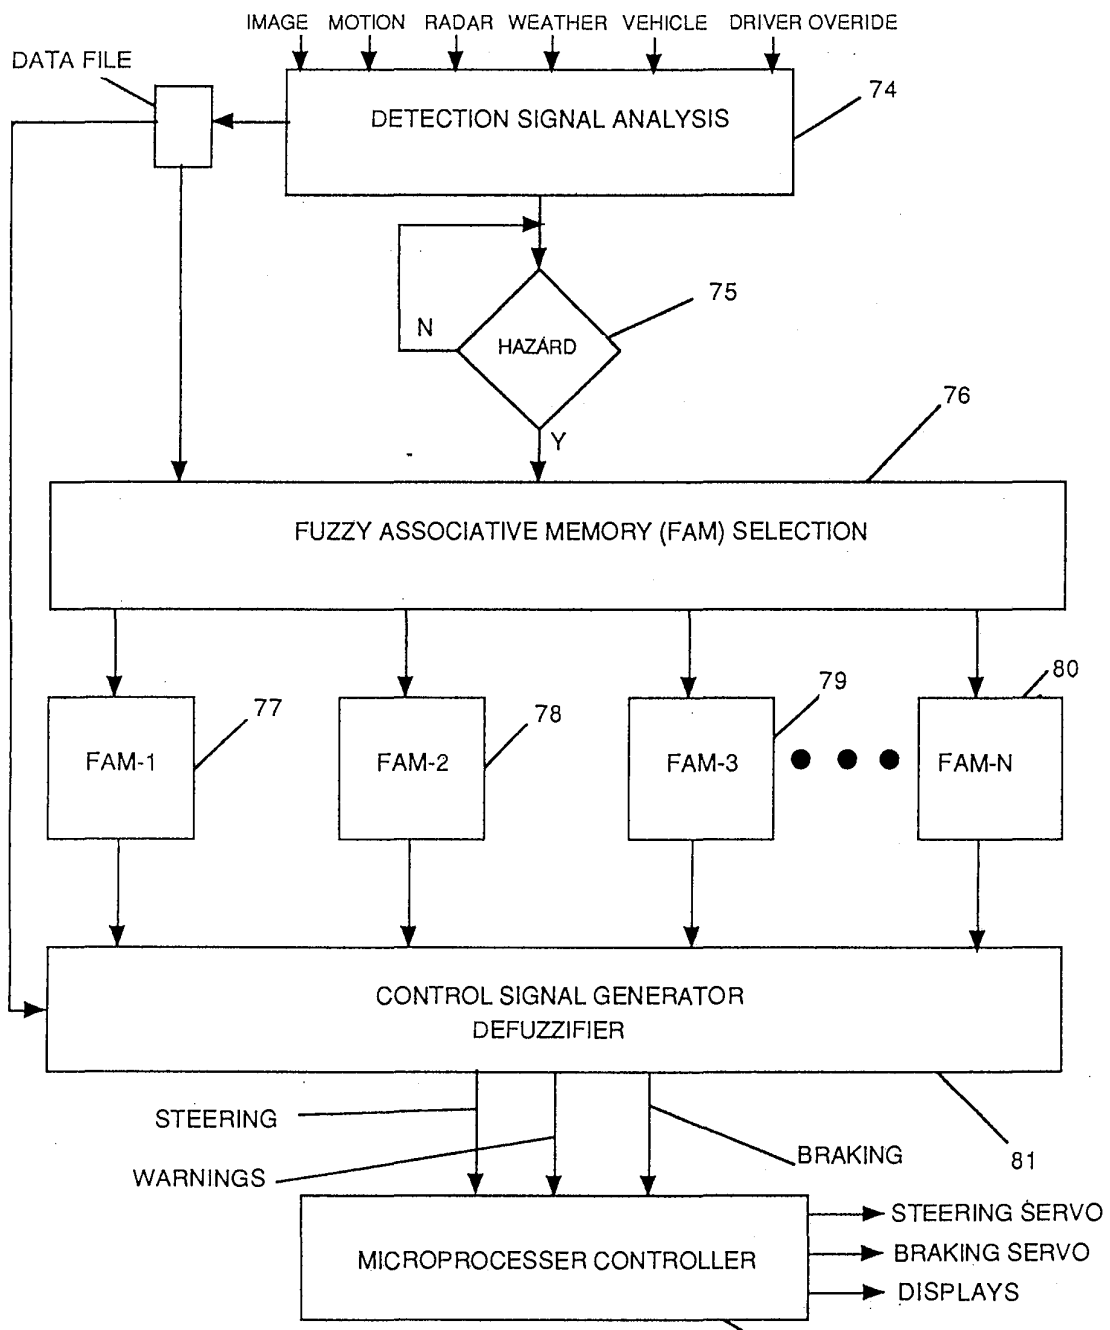 IMAGE MOTION RADAR WEATHER VEHICLE DRIVER OVERIDE
DATA FILE
74
DETECTION SIGNAL ANALYSIS
75
N
HAZARD
Y
76
FUZZY ASSOCIATIVE MEMORY (FAM) SELECTION
77
78
79
80
FAM-1
FAM-2
FAM-3
FAM-N
CONTROL SIGNAL GENERATOR
DEFUZZIFIER
STEERING
WARNINGS
BRAKING
81
MICROPROCESSER CONTROLLER
STEERING SERVO
BRAKING SERVO
DISPLAYS